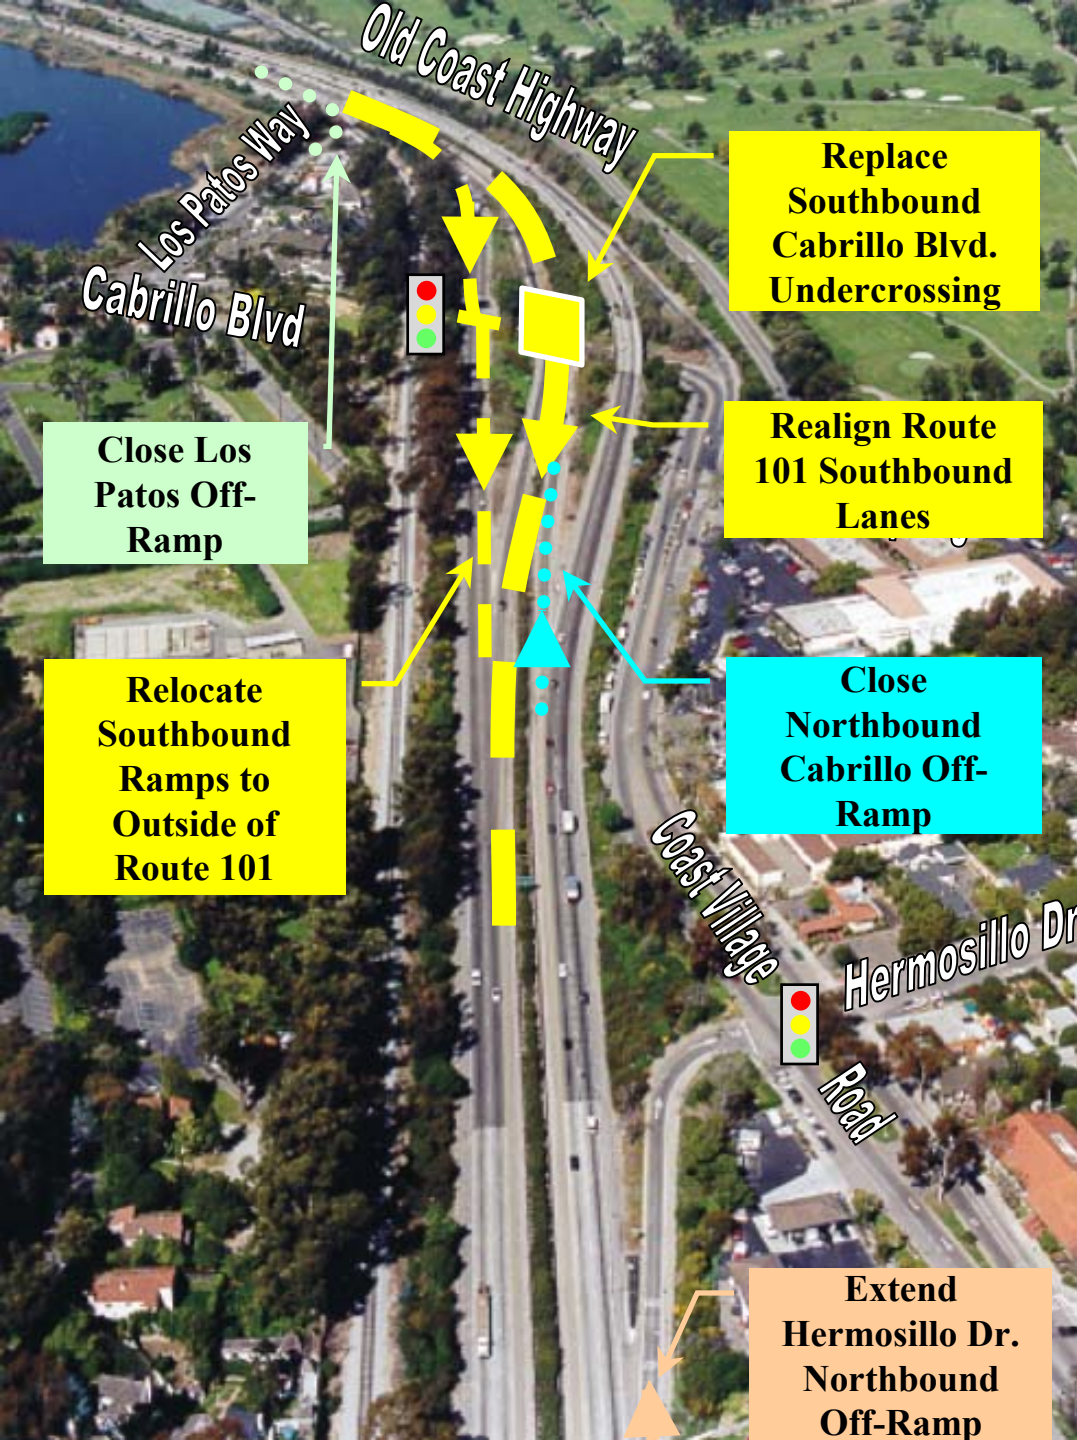 Old Coast Highway
Los Patos Way
Cabrillo Blvd
Replace
Southbound
Cabrillo Blvd.
Undercrossing
Close Los
Patos Off-
Ramp
Realign Route
101 Southbound
Lanes
Relocate
Southbound
Ramps to
Outside of
Route 101
Close
Northbound
Cabrillo Off-
Ramp
Coast Village
Road
Hermosillo Dr
Extend
Hermosillo Dr.
Northbound
Off-Ramp